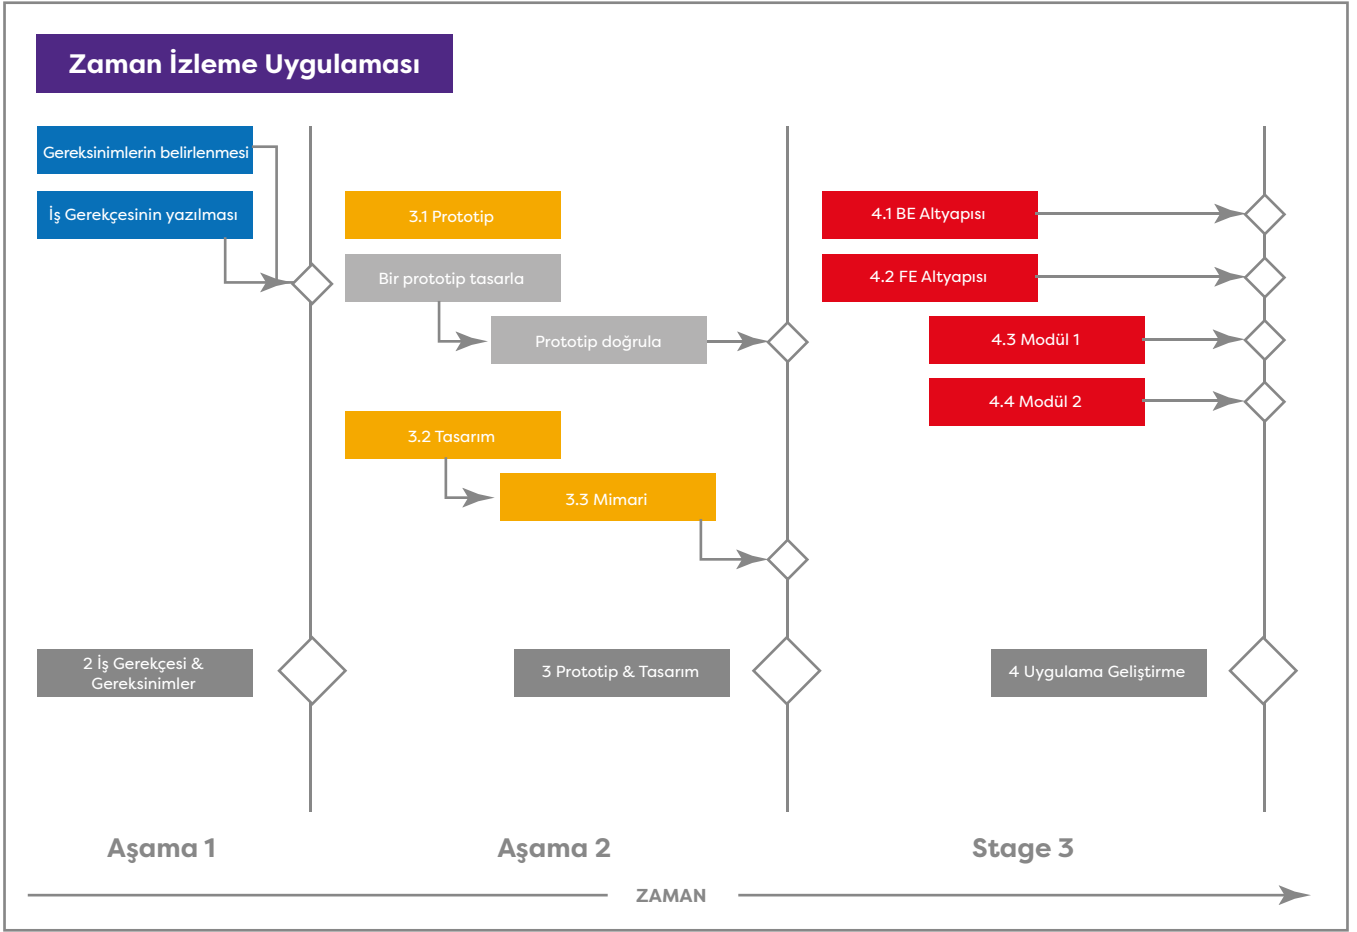 Zaman İzleme Uygulaması
Gereksinimlerin belirlenmesi
İş Gerekçesinin yazılması
3.1 Prototip
Bir prototip tasarla
Prototip doğrula
3.2 Tasarım
3.3 Mimari
4.1 BE Altyapısı
4.2 FE Altyapısı
4.3 Modül 1
4.4 Modül 2
2 İş Gerekçesi &
Gereksinimler
3 Prototip & Tasarım
4 Uygulama Geliştirme
Aşama 1
Aşama 2
Stage 3
ZAMAN